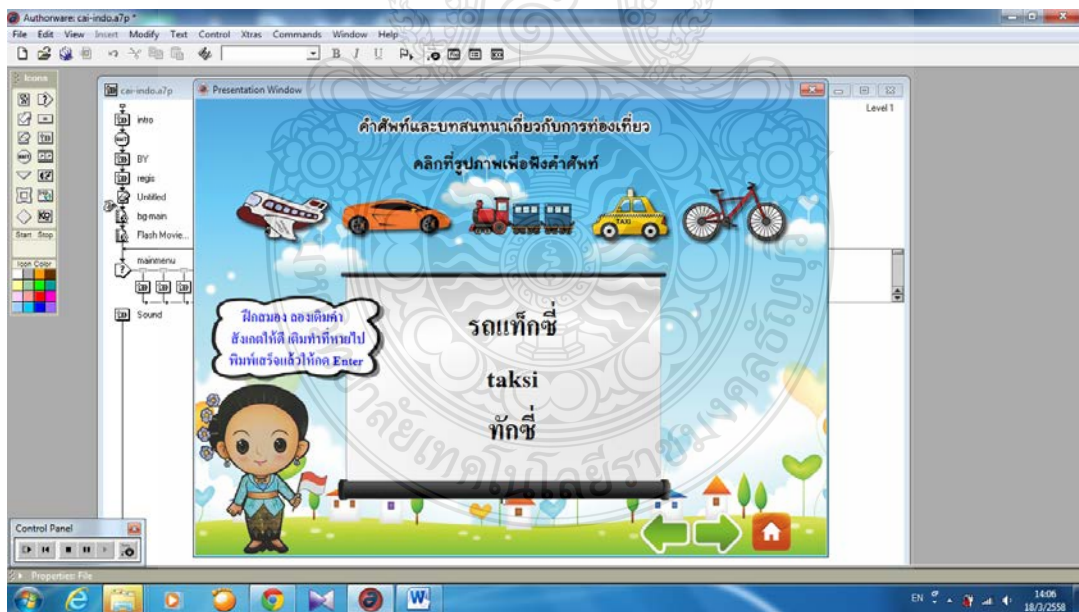 Authorware: cai-indo.a7p *
File Edit View Insert Modify Text Control Xtras Commands Window Help
B I U
Icons
Start Stop
Icon Color
cai-indo.a7p
Level 1
intro
BY
regis
Untitled
bg-main
Flash Movie...
mainmenu
Sound
Presentation Window
คำศัพท์และบทสนทนาเกี่ยวกับการท่องเที่ยว
คลิกที่รูปภาพเพื่อฟังคำศัพท์
TAXI
ฝึกสมอง ลองเติมคำ
สังเกตให้ดี เติมคำที่หายไป
พิมพ์เสร็จแล้วให้กด Enter
รถแท็กซี่
taksi
ทักซี่
Control Panel
Properties: File
EN
14:06
18/3/2558